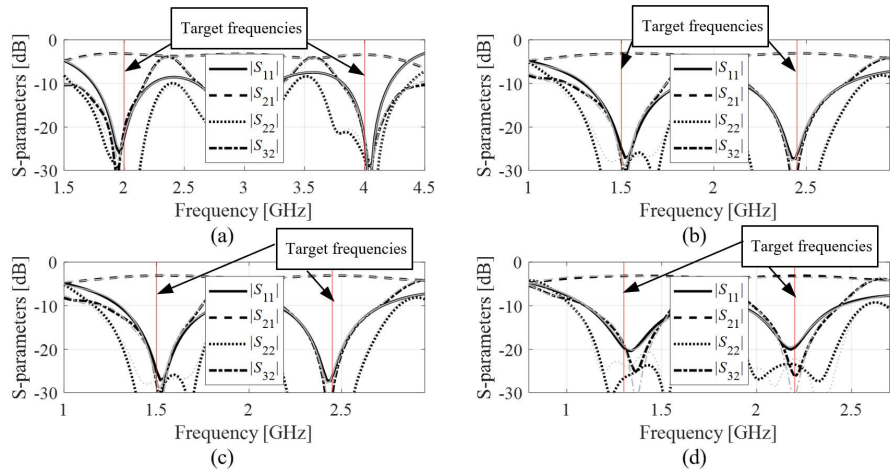 Target frequencies
S-parameters [dB]
0
-10
-20
-30
|S11|
|S21|
|S22|
|S32|
1.5
2
2.5
3
3.5
4
4.5
Frequency [GHz]
(a)
Target frequencies
S-parameters [dB]
0
-10
-20
-30
|S11|
|S21|
|S22|
|S32|
1
1.5
2
2.5
Frequency [GHz]
(b)
Target frequencies
S-parameters [dB]
0
-10
-20
-30
|S11|
|S21|
|S22|
|S32|
1
1.5
2
2.5
Frequency [GHz]
(c)
Target frequencies
S-parameters [dB]
0
-10
-20
-30
|S11|
|S21|
|S22|
|S32|
1
1.5
2
2.5
Frequency [GHz]
(d)